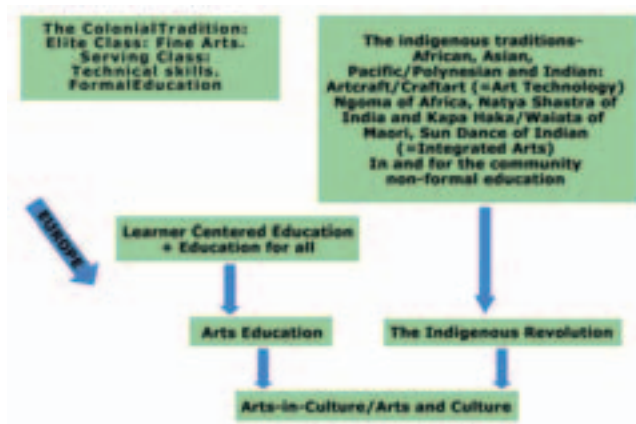 The ColonialTradition:
Elite Class: Fine Arts.
Serving Class:
Technical skills.
FormalEducation
The indigenous traditions-
African, Asian,
Pacific/Polynesian and Indian:
Artcraft/Craftart (=Art Technology)
Ngoma of Africa, Natya Shastra of
India and Kapa Haka/Waiata of
Maori, Sun Dance of Indian
(=Integrated Arts)
In and for the community
non-formal education
EUROPE
Learner Centered Education
+ Education for all
Arts Education
The Indigenous Revolution
Arts-in-Culture/Arts and Culture